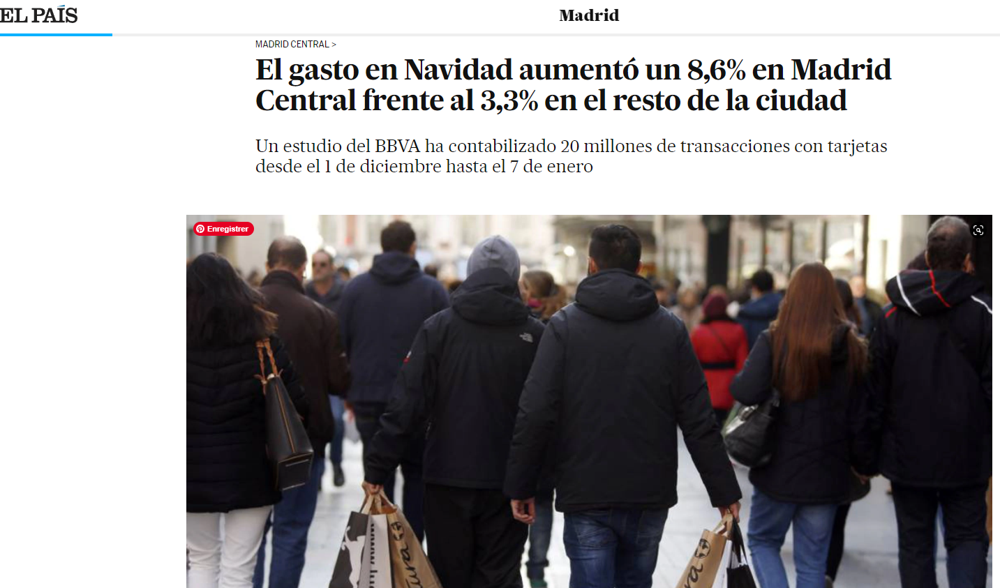 EL PAÍS
Madrid
MADRID CENTRAL >
El gasto en Navidad aumentó un 8,6% en Madrid
Central frente al 3,3% en el resto de la ciudad
Un estudio del BBVA ha contabilizado 20 millones de transacciones con tarjetas
desde el 1 de diciembre hasta el 7 de enero
Enregistrer